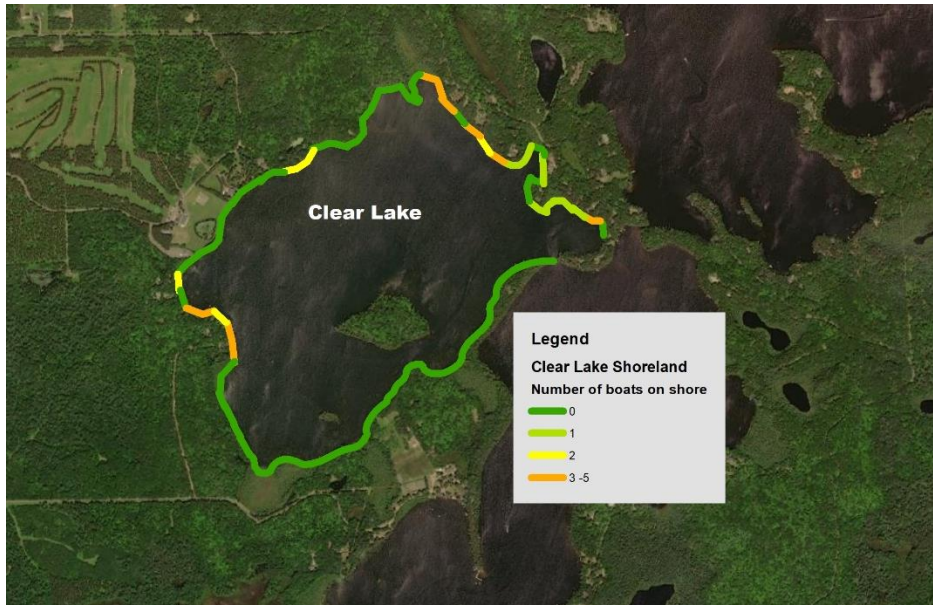 Clear Lake
Legend
Clear Lake Shoreland
Number of boats on shore
0
1
2
3 -5